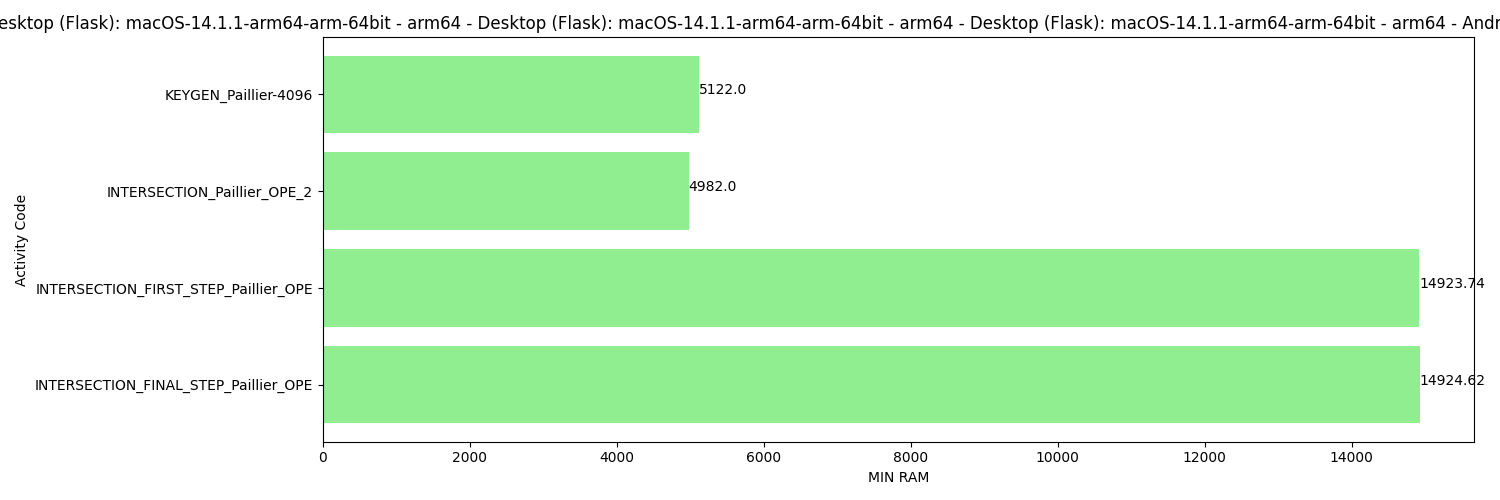 esktop (Flask): macOS-14.1.1-arm64-arm-64bit - arm64 - Desktop (Flask): macOS-14.1.1-arm64-arm-64bit - arm64 - Desktop (Flask): macOS-14.1.1-arm64-arm-64bit - arm64 - Andr
KEYGEN_Paillier-4096
5122.0
INTERSECTION_Paillier_OPE_2
4982.0
Activity Code
INTERSECTION_FIRST_STEP_Paillier_OPE
14923.74
INTERSECTION_FINAL_STEP_Paillier_OPE
14924.62
0 2000 4000 6000 8000 10000 12000 14000
MIN RAM